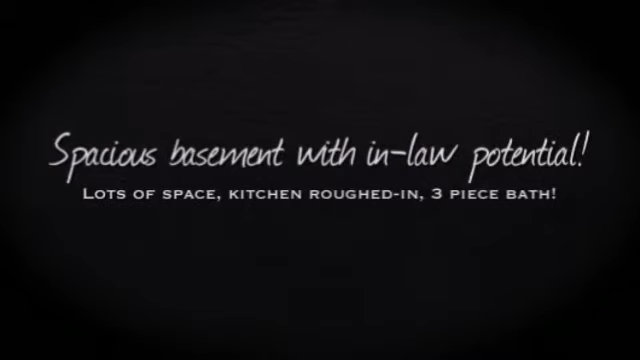 Spacious basement with in-law potential!
Lots of space, kitchen roughed-in, 3 piece bath!